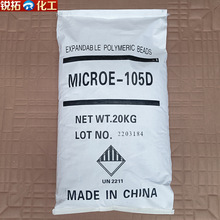 锐拓 R 化工
EXPANDABLE POLYMERIC BEADS
MICROE-105D
NET WT.20KG
LOT NO. 2203184
9
UN 2211
MADE IN CHINA